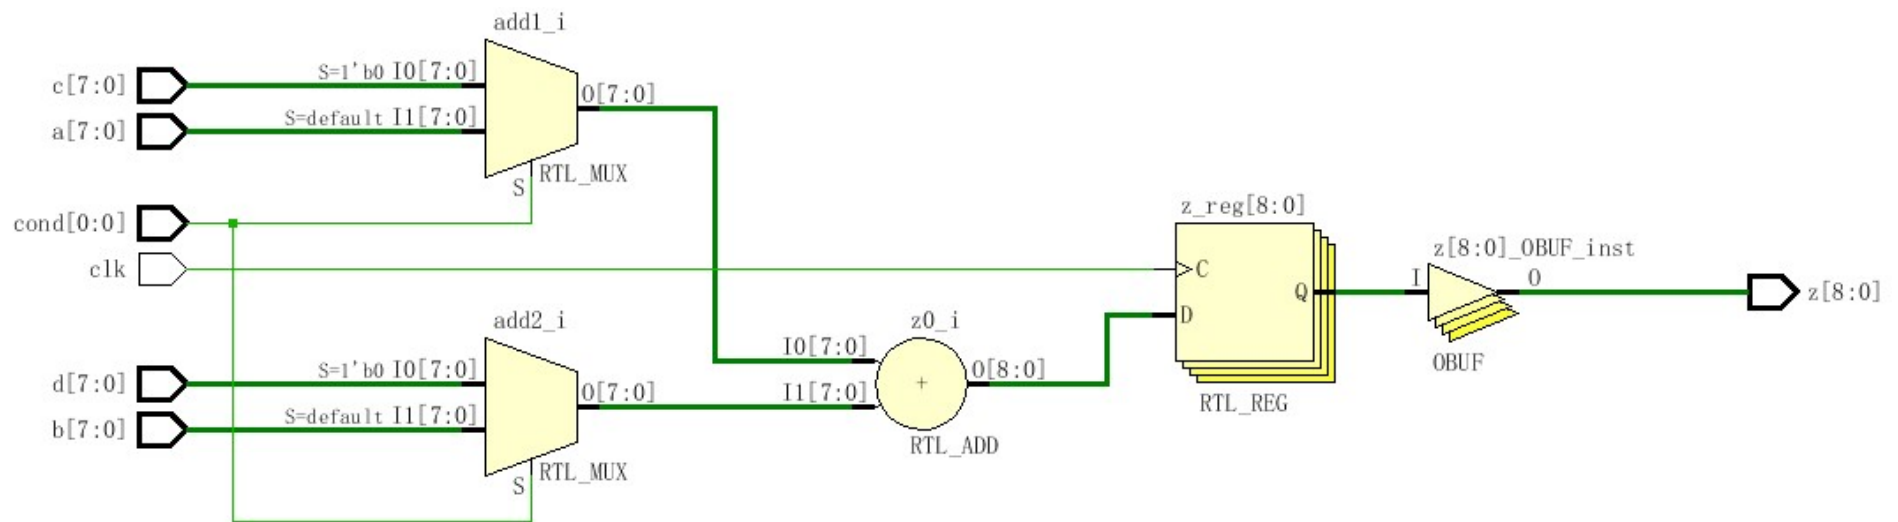 add1_i
c[7:0] S=1'b0 I0[7:0]
O[7:0]
a[7:0] S=default I1[7:0]
RTL_MUX
S
cond[0:0]
clk
z_reg[8:0]
C
Q
D
RTL_REG
z[8:0]_OBUF_inst
I O
z[8:0]
OBUF
add2_i
d[7:0] S=1'b0 I0[7:0]
O[7:0]
b[7:0] S=default I1[7:0]
RTL_MUX
S
z0_i
I0[7:0]
+
O[8:0]
I1[7:0]
RTL_ADD